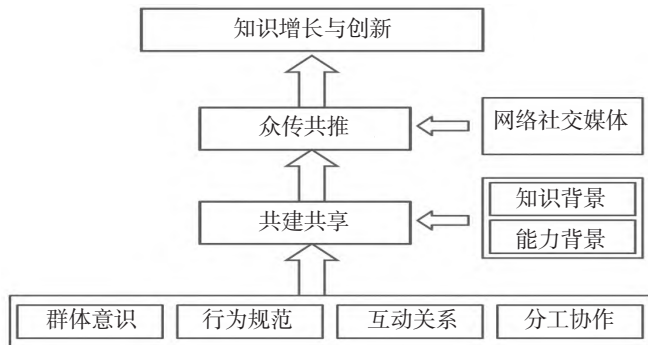 知识增长与创新
众传共推
网络社交媒体
共建共享
知识背景
能力背景
群体意识
行为规范
互动关系
分工协作